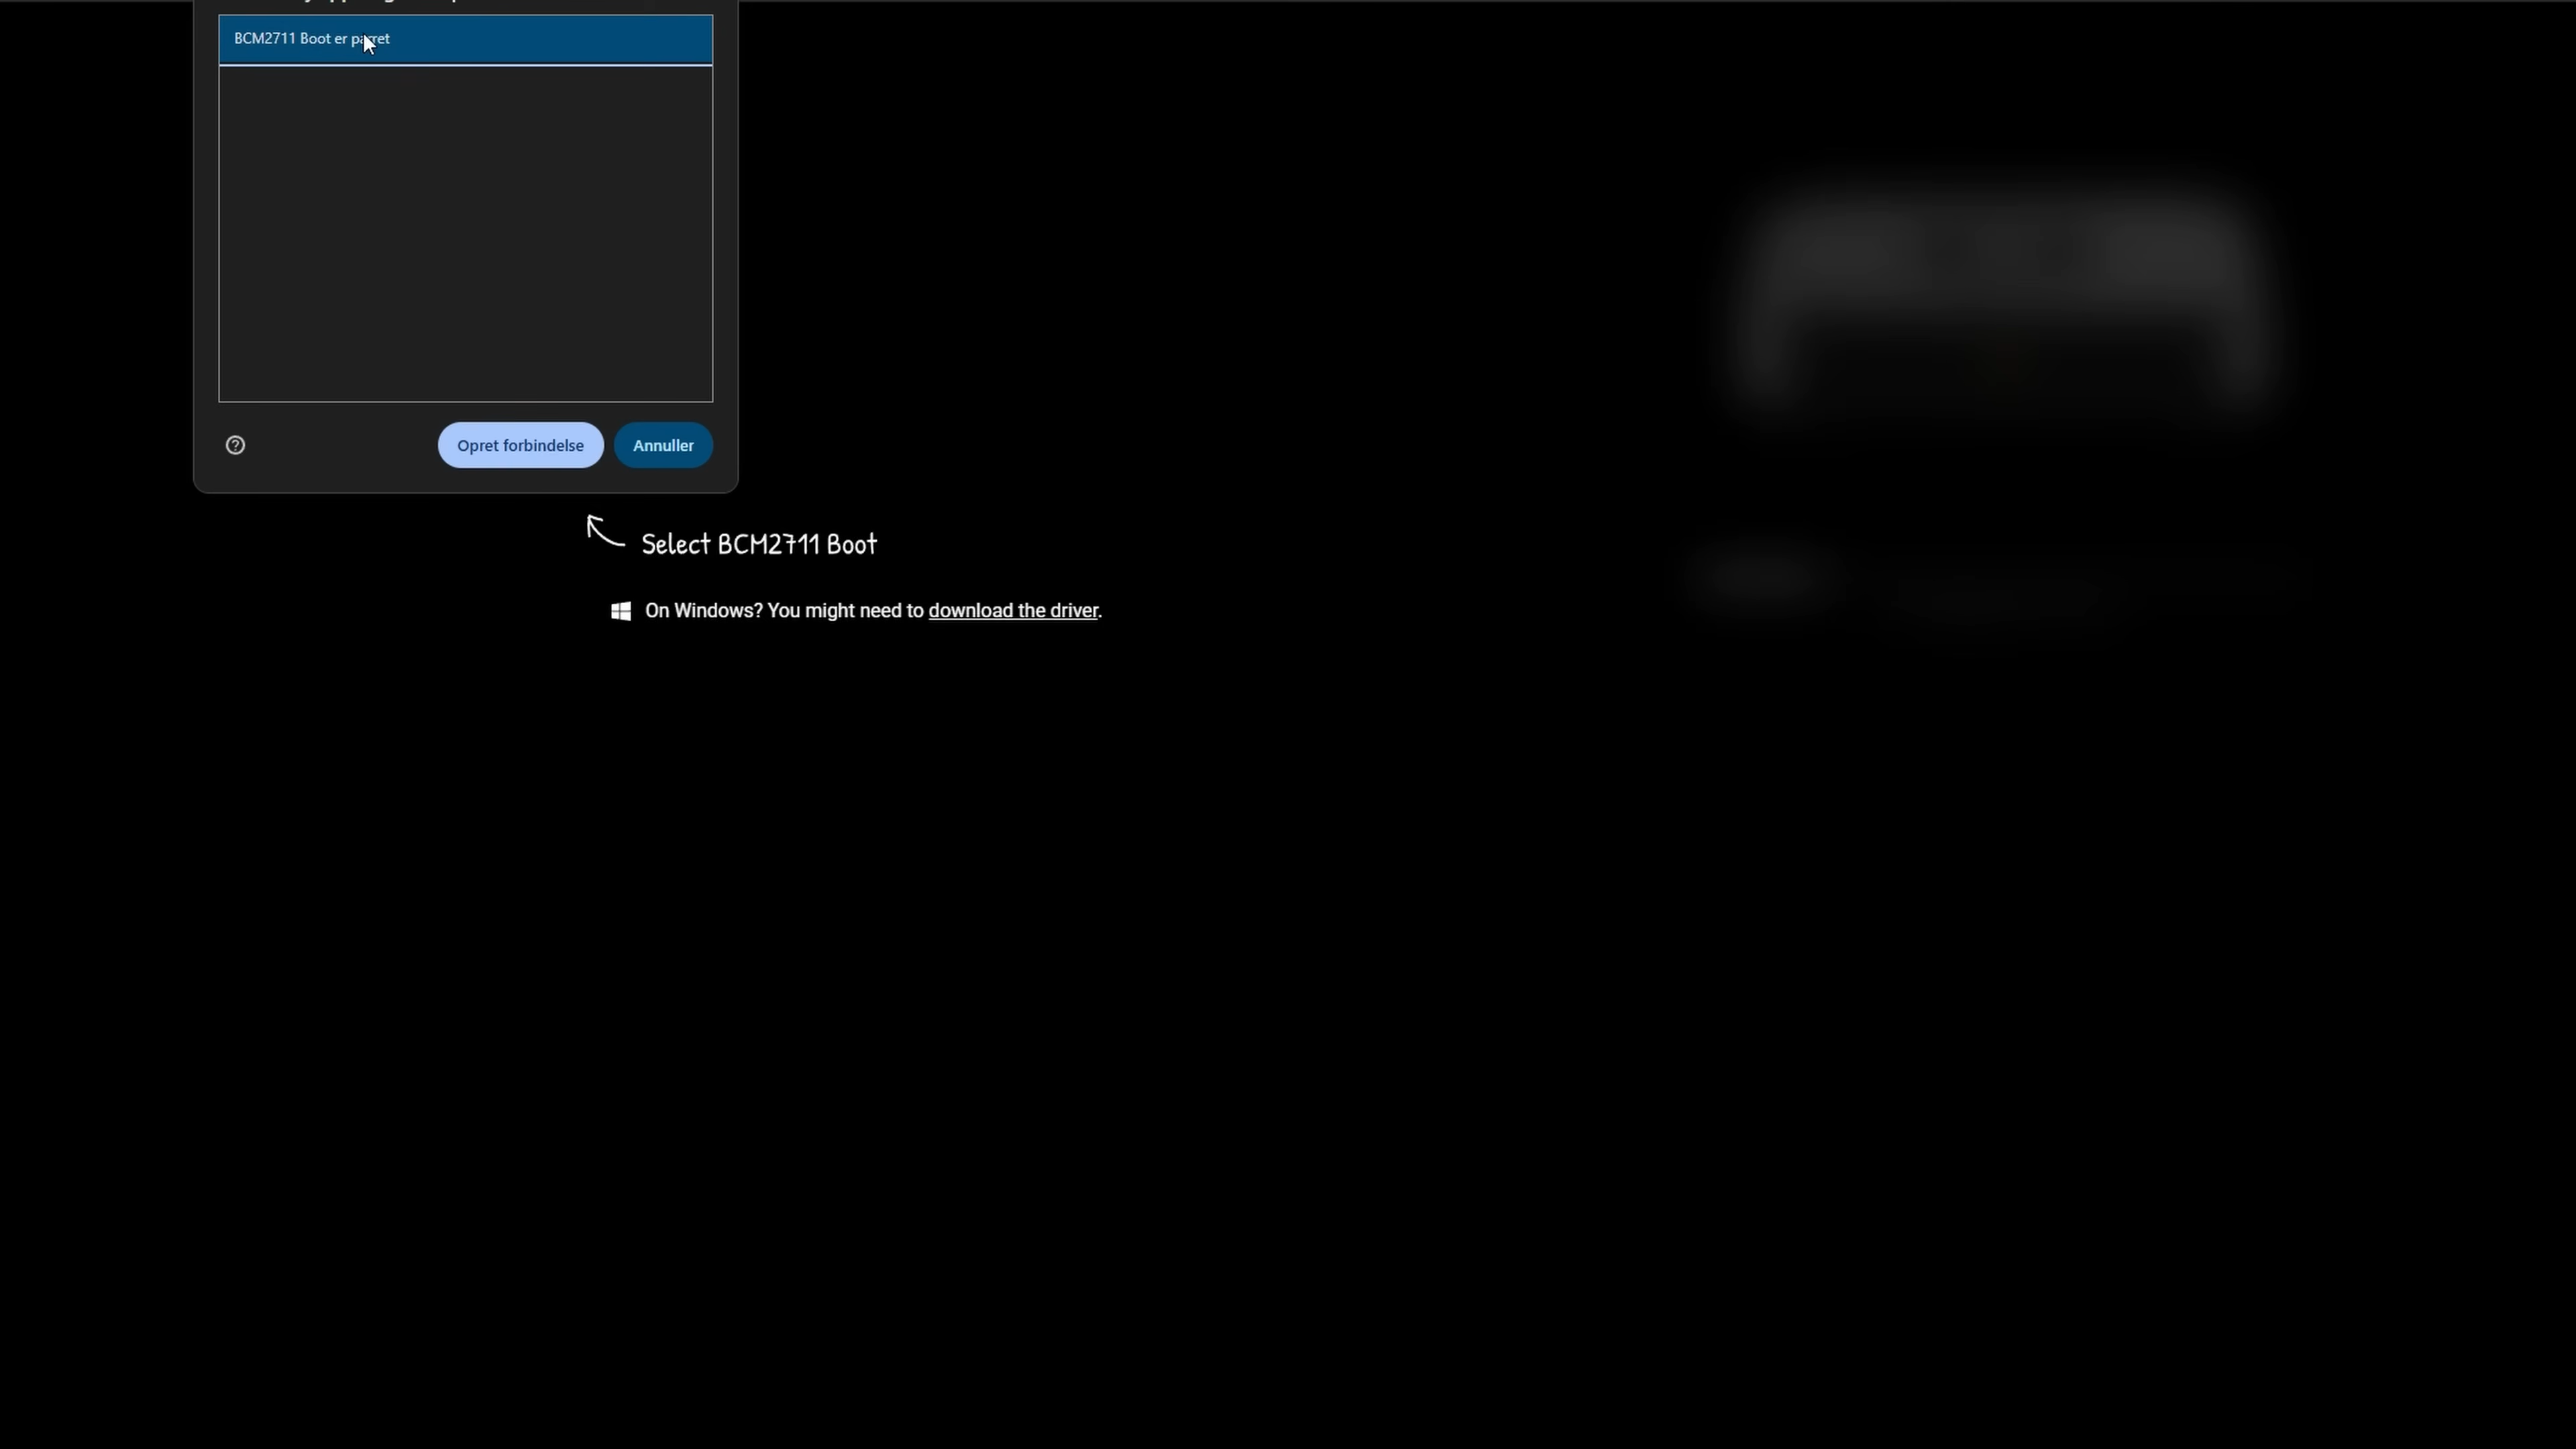 BCM2711 Boot er parret
Opret forbindelse
Annuller
Select BCM2711 Boot
On Windows? You might need to download the driver.